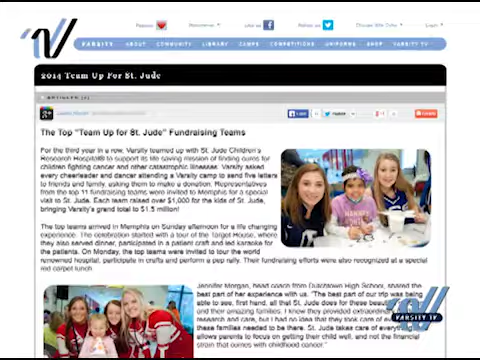 VARSITY
ABOUT
COMMUNITY
LIBRARY
CAMPS
COMPETITIONS
UNIFORMS
SHOP
VARSITY TV
2014 Team Up For St. Jude
The Top "Team Up for St. Jude" Fundraising Teams
For the third year in a row, Varsity teamed up with St. Jude Children's
Research Hospital® to support its life saving mission of finding cures for
children fighting cancer and other catastrophic illnesses. Varsity asked
every cheerleader and dancer attending a Varsity camp to send five letters
to friends and family, asking them to make a donation. Representatives
from the top 11 fundraising teams were invited to Memphis for a special
visit to St. Jude. Each team raised over $1,000 for the kids of St. Jude,
bringing Varsity's grand total to $1.5 million!
The top teams arrived in Memphis on Sunday afternoon for a life changing
experience. The celebration started with a tour of the Target House, where
they also served dinner, participated in a patient craft and led karaoke for
the patients. On Monday, the top teams were invited to tour the world
renowned hospital, participate in crafts and perform a pep rally. Their fundraising efforts were also recognized at a special
red carpet lunch.
Jennifer Morgan, head coach from Dutchtown High School, shared the
best part of her experience with us. "The best part of our trip was being
able to see, first hand, all that St. Jude does for these beautiful
and their amazing families. I knew they provided extraordinary
research and care, but I had no idea that they took care of
these families needed to be there. St. Jude takes care of
allows parents to focus on getting their child well, and not the financial
strain that comes with childhood cancer."
VARSITY TV